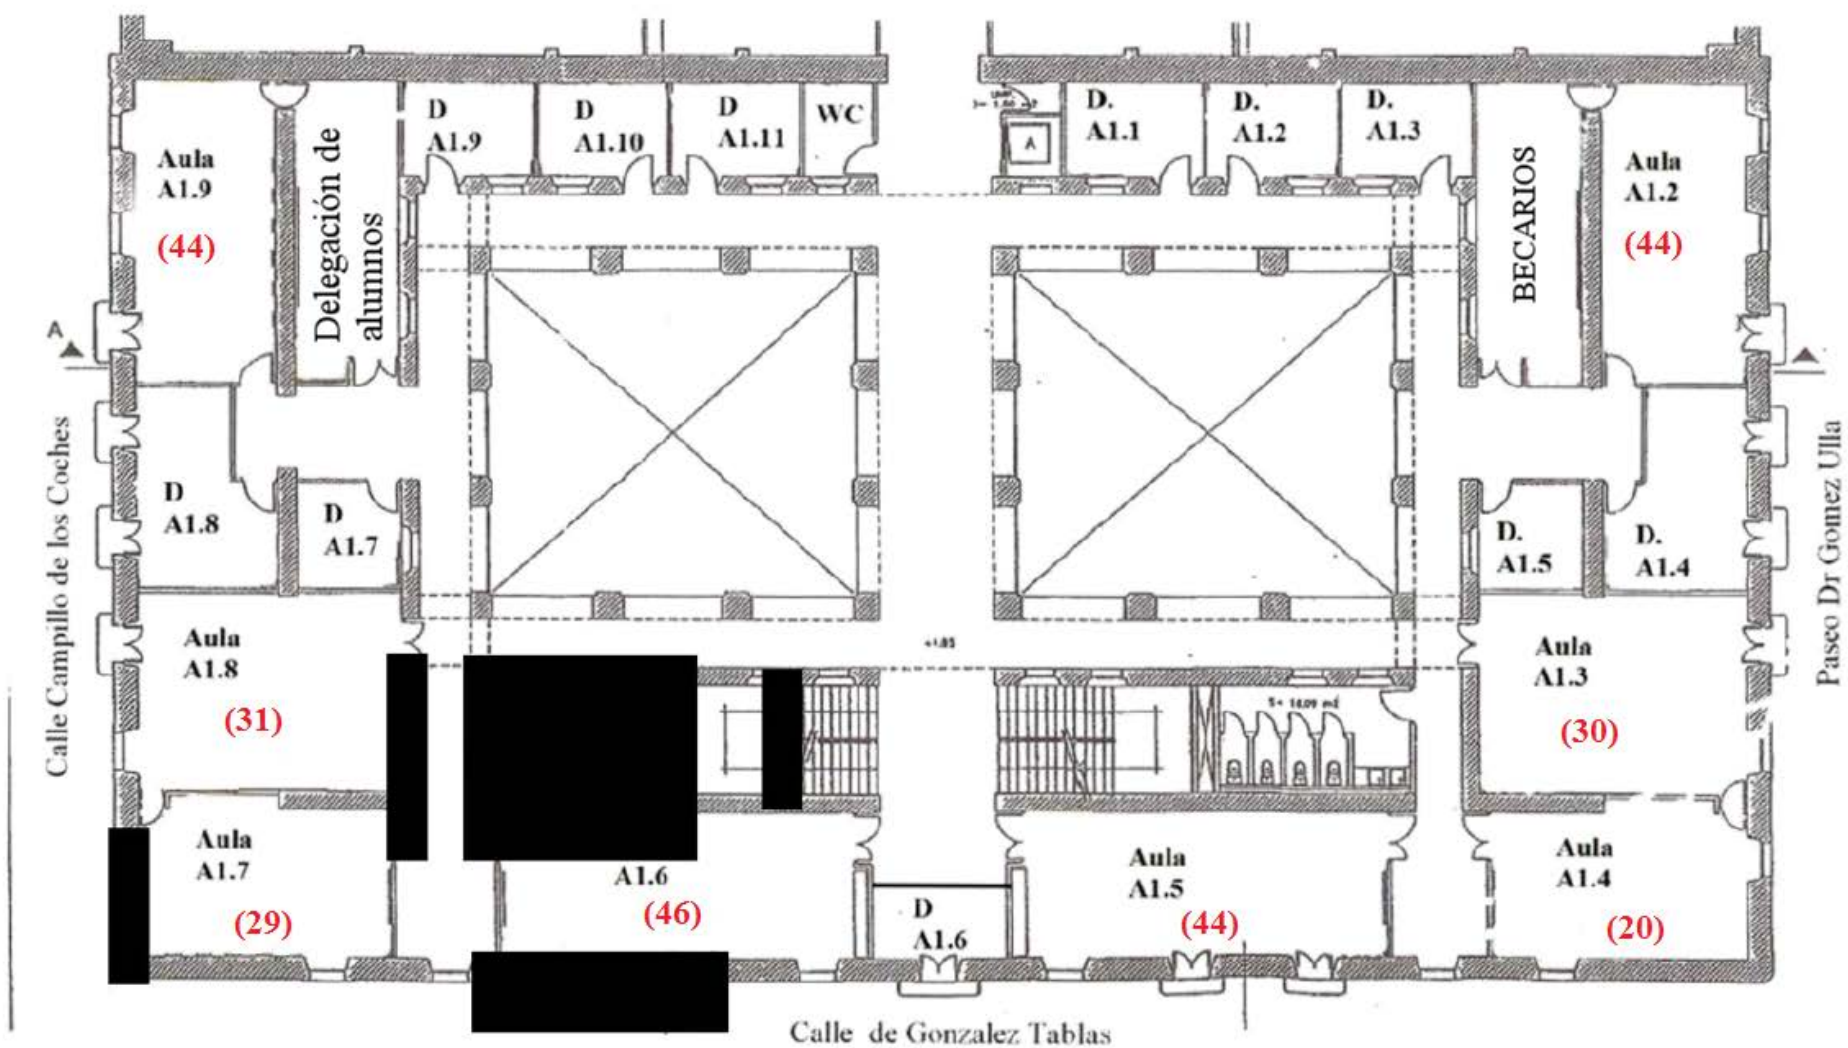 D
A1.9
D
A1.10
D
A1.11
WC
D.
A1.1
D.
A1.2
D.
A1.3
A
Aula
A1.9
(44)
Delegación de
alumnos
BECARIOS
Aula
A1.2
(44)
A
Calle Campillo de los Coches
D
A1.8
D
A1.7
D.
A1.5
D.
A1.4
Paseo Dr Gomez Ulla
Aula
A1.8
(31)
Aula
A1.3
(30)
Aula
A1.7
(29)
A1.6
(46)
D
A1.6
Aula
A1.5
(44)
Aula
A1.4
(20)
Calle de Gonzalez Tablas